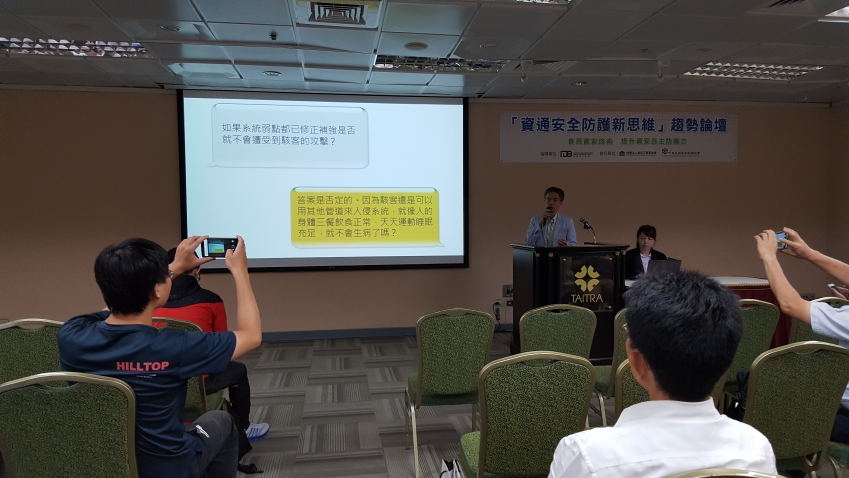 如果系統弱點都已修正補強是否
就不會遭受到駭客的攻擊？
答案是否定的。因為駭客還是可以
用其他管道來入侵系統，就像人的
身體三餐飲食正常，天天運動睡眠
充足，就不會生病了嗎？
「資通安全防護新思維」趨勢論壇
TAITRA
HILLTOP